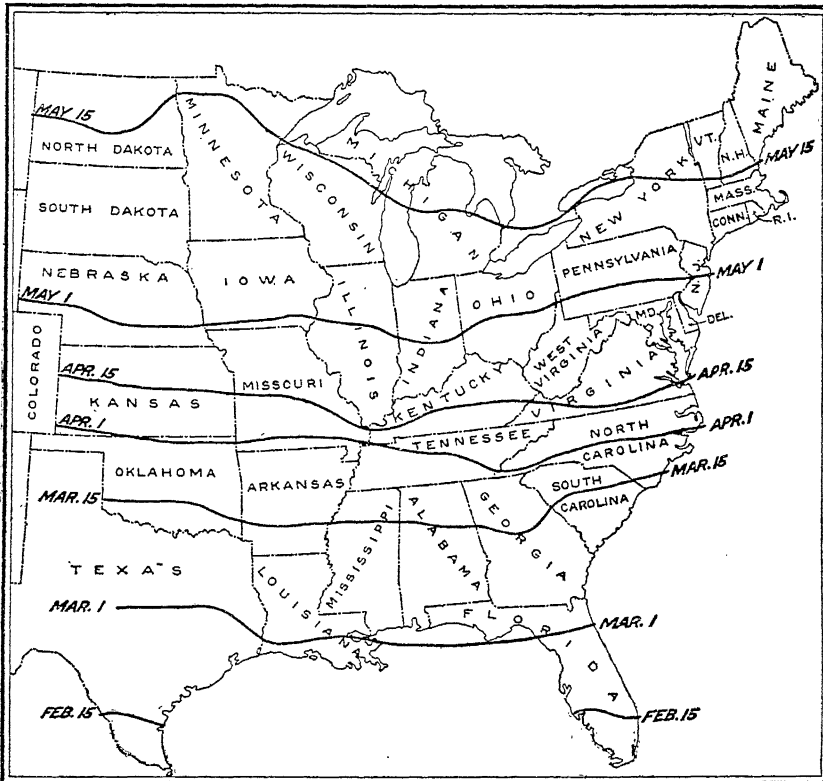 MAINE
MAY 15
VT.
N.H.
MAY 15
MINNESOTA
NORTH DAKOTA
WISCONSIN
MICHIGAN
NEW YORK
MASS.
CONN.
R.I.
SOUTH DAKOTA
PENNSYLVANIA
NEBRASKA
IOWA
MAY 1
MAY 1
ILLINOIS
INDIANA
OHIO
N.J.
MD.
DEL.
WEST
VIRGINIA
COLORADO
VIRGINIA
APR. 15
MISSOURI
KENTUCKY
APR. 15
KANSAS
APR. 1
TENNESSEE
NORTH
CAROLINA
APR. 1
OKLAHOMA
ARKANSAS
MAR. 15
SOUTH
CAROLINA
MAR. 15
MISSISSIPPI
ALABAMA
GEORGIA
TEXAS
LOUISIANA
MAR. 1
FLORIDA
MAR. 1
FEB. 15
FEB. 15